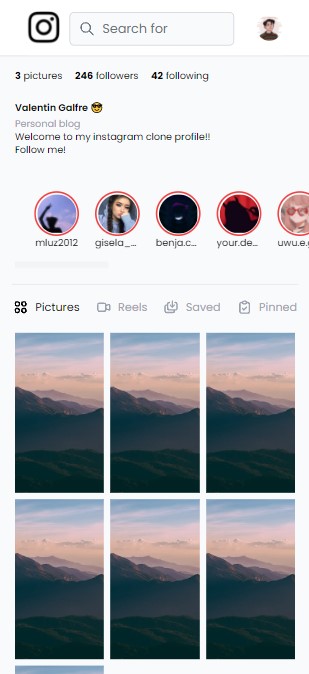 Search for
3 pictures 246 followers 42 following
Valentin Galfre 😎
Personal blog
Welcome to my instagram clone profile!!
Follow me!
mluz2012 gisela_... benja.c... your.de... uwu.e.g
Pictures Reels Saved Pinned